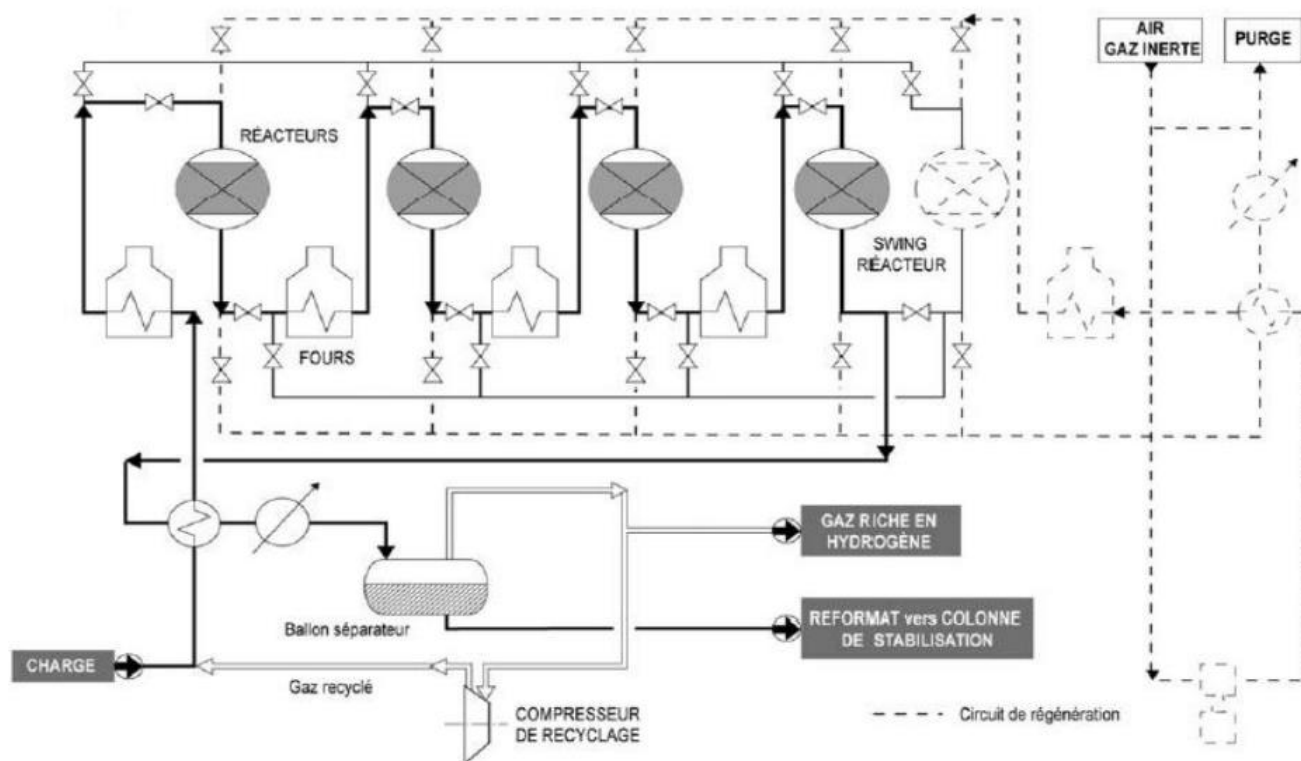 AIR
GAZ INERTE
PURGE
RÉACTEURS
SWING
RÉACTEUR
FOURS
GAZ RICHE EN
HYDROGÈNE
Ballon séparateur
REFORMAT vers COLONNE
DE STABILISATION
CHARGE
Gaz recyclé
COMPRESSEUR
DE RECYCLAGE
Circuit de régénération